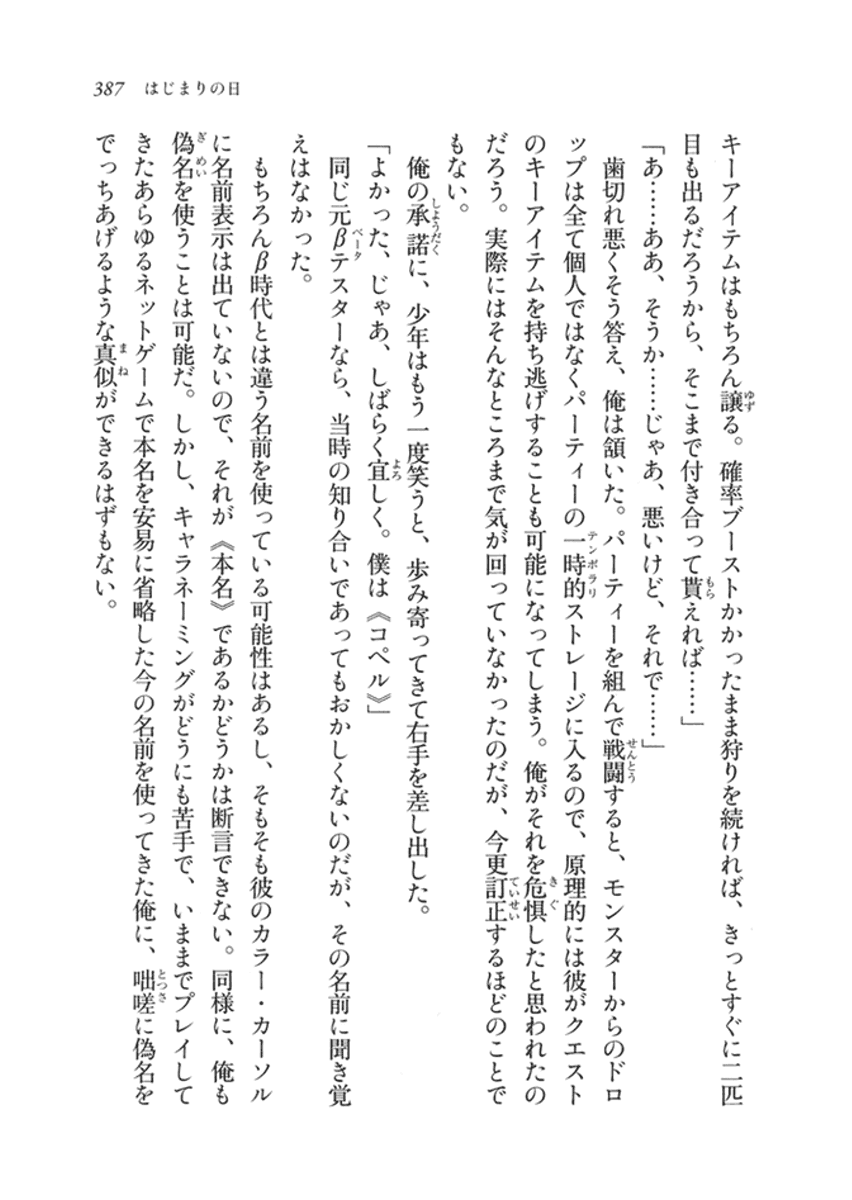 387 はじまりの日
キーアイテムはもちろん譲る。確率ブーストかかったまま狩りを続ければ、きっとすぐに二匹
目も出るだろうから、そこまで付き合って貰えれば……」
「あ……ああ、そうか……じゃあ、悪いけど、それで……」
　歯切れ悪くそう答え、俺は頷いた。パーティーを組んで戦闘すると、モンスターからのドロ
ップは全て個人ではなくパーティーの一時的ストレージに入るので、原理的には彼がクエスト
のキーアイテムを持ち逃げすることも可能になってしまう。俺がそれを危惧したと思われたの
だろう。実際にはそんなところまで気が回っていなかったのだが、今更訂正するほどのことで
もない。
　俺の承諾に、少年はもう一度笑うと、歩み寄ってきて右手を差し出した。
「よかった、じゃあ、しばらく宜しく。僕は《コペル》」
　同じ元βテスターなら、当時の知り合いであってもおかしくないのだが、その名前に聞き覚
えはなかった。
　もちろんβ時代とは違う名前を使っている可能性はあるし、そもそも彼のカラー・カーソル
に名前表示は出ていないので、それが《本名》であるかどうかは断言できない。同様に、俺も
偽名を使うことは可能だ。しかし、キャラネーミングがどうにも苦手で、いままでプレイして
きたあらゆるネットゲームで本名を安易に省略した今の名前を使ってきた俺に、咄嗟に偽名を
でっちあげるような真似ができるはずもない。